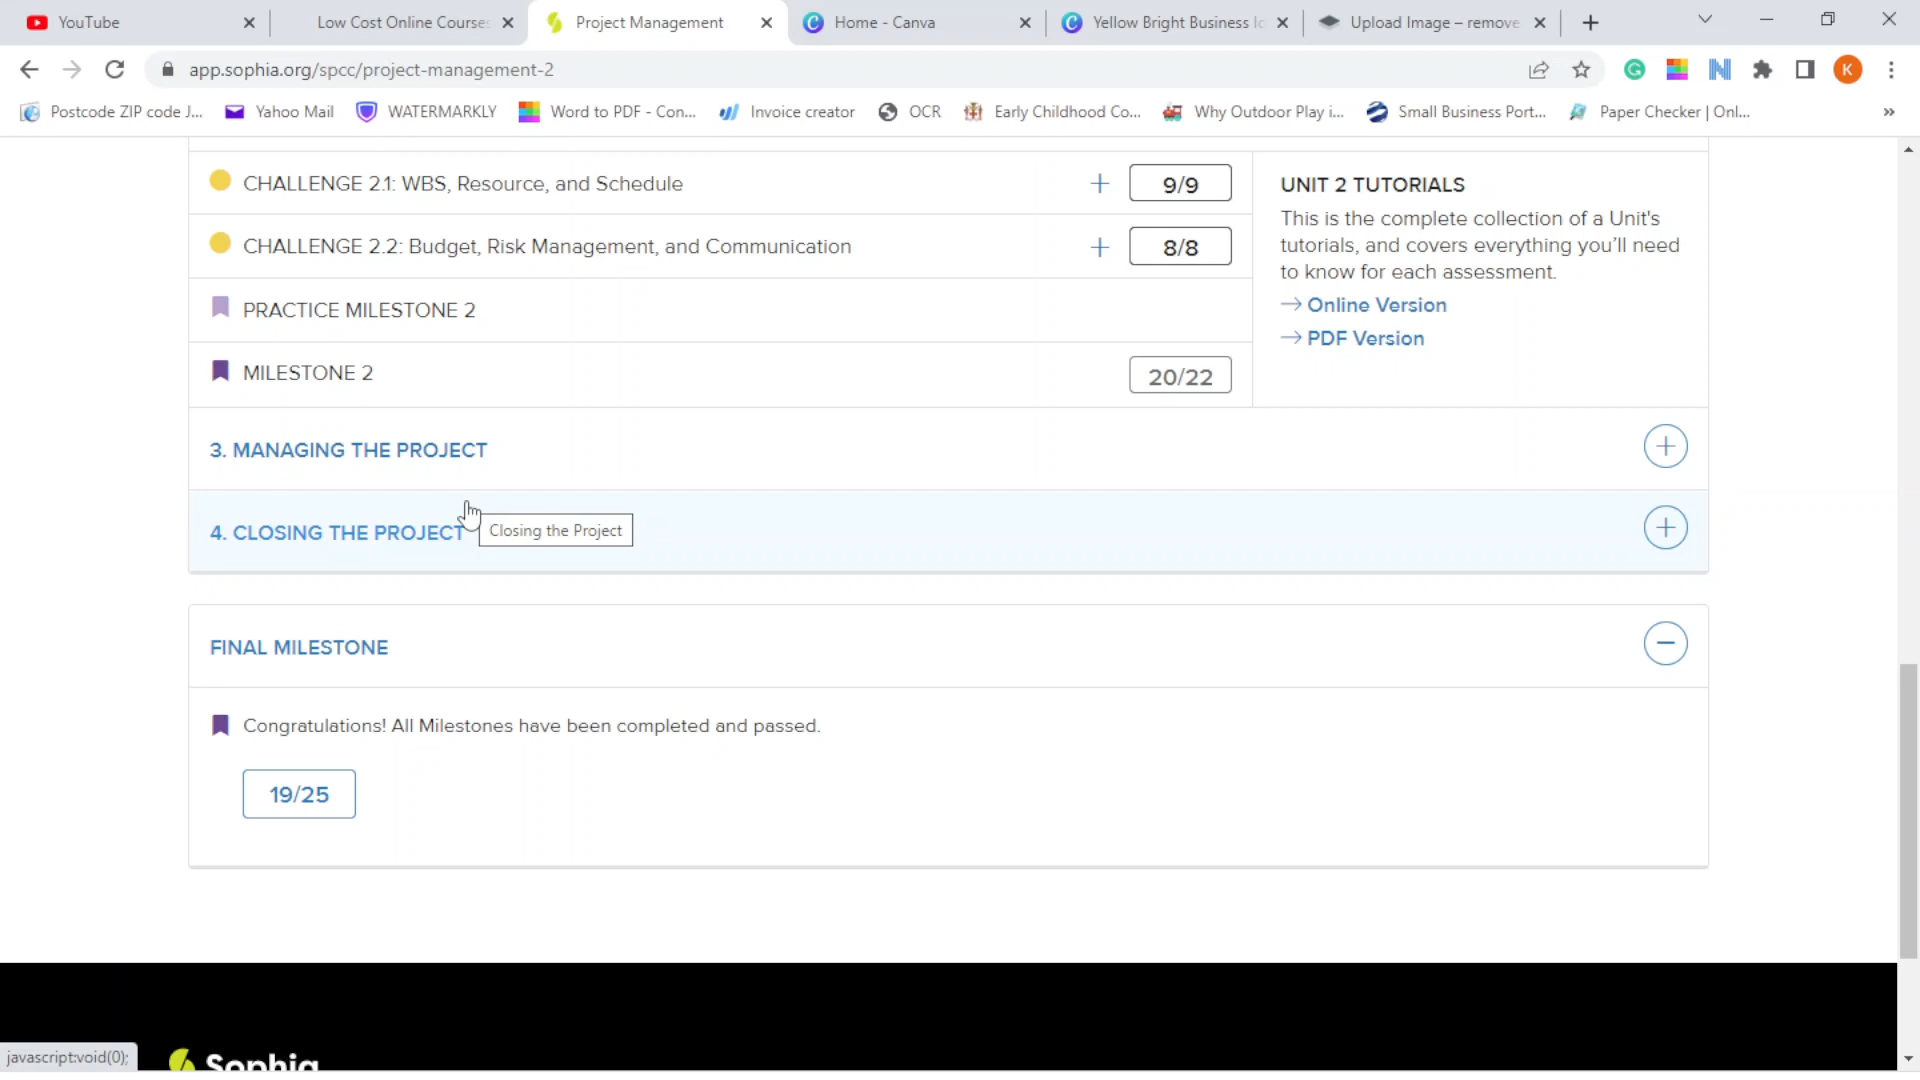 YouTube
Low Cost Online Courses
Project Management
Home - Canva
Yellow Bright Business Ic
Upload Image – remove
app.sophia.org/spcc/project-management-2
K
Postcode ZIP code J...
Yahoo Mail
WATERMARKLY
Word to PDF - Con...
Invoice creator
OCR
Early Childhood Co...
Why Outdoor Play i...
Small Business Port...
Paper Checker | Onl...
»
CHALLENGE 2.1: WBS, Resource, and Schedule
9/9
CHALLENGE 2.2: Budget, Risk Management, and Communication
8/8
PRACTICE MILESTONE 2
MILESTONE 2
20/22
UNIT 2 TUTORIALS
This is the complete collection of a Unit's
tutorials, and covers everything you’ll need
to know for each assessment.
→ Online Version
→ PDF Version
3. MANAGING THE PROJECT
4. CLOSING THE PROJECT
Closing the Project
FINAL MILESTONE
Congratulations! All Milestones have been completed and passed.
19/25
javascript:void(0);
Sophia